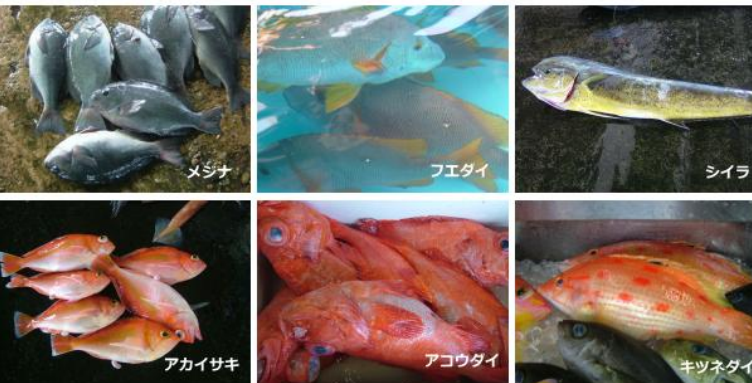 メジナ
フエダイ
シイラ
アカイサキ
アコウダイ
キツネダイ